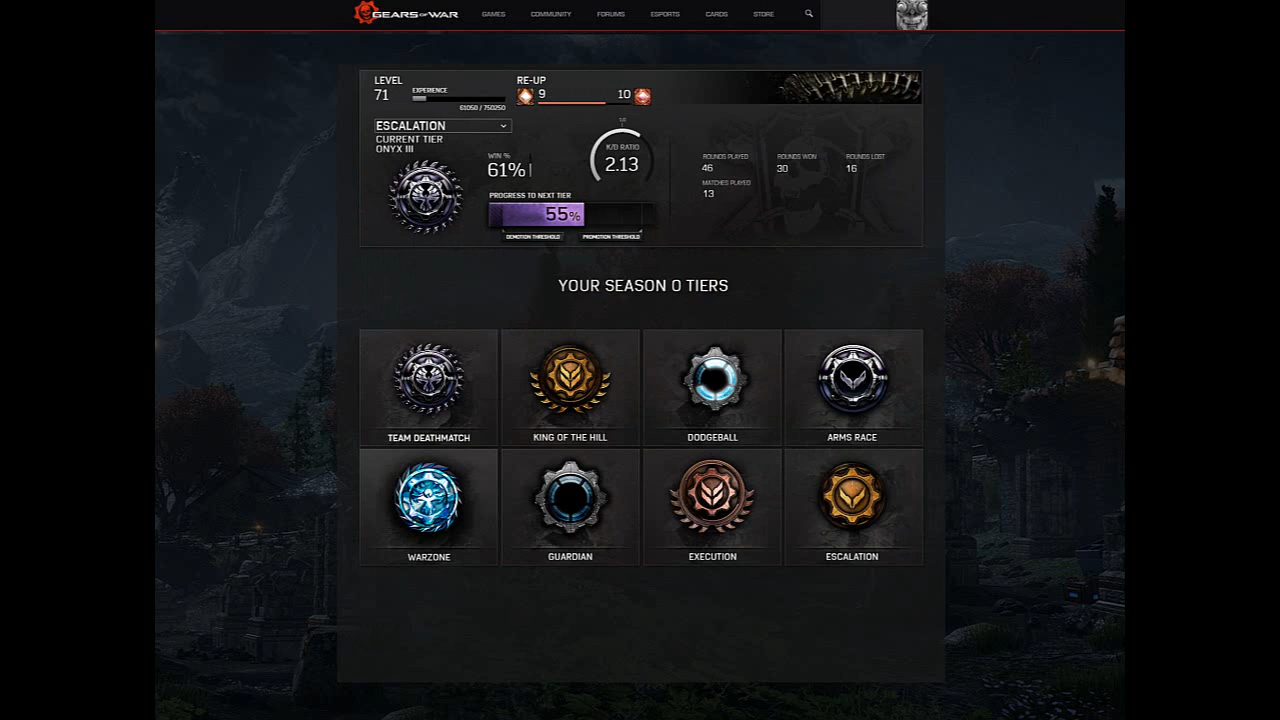 GEARS OF WAR GAMES COMMUNITY FORUMS ESPORTS CARDS STORE
LEVEL
71
EXPERIENCE
61050 / 750250
RE-UP
9 10
ESCALATION
CURRENT TIER
ONYX III
WIN %
61%
K/D RATIO
2.13
PROGRESS TO NEXT TIER
55%
DEMOTION THRESHOLD PROMOTION THRESHOLD
ROUNDS PLAYED ROUNDS WON ROUNDS LOST
46 30 16
MATCHES PLAYED
13
YOUR SEASON 0 TIERS
TEAM DEATHMATCH KING OF THE HILL DODGEBALL ARMS RACE
WARZONE GUARDIAN EXECUTION ESCALATION